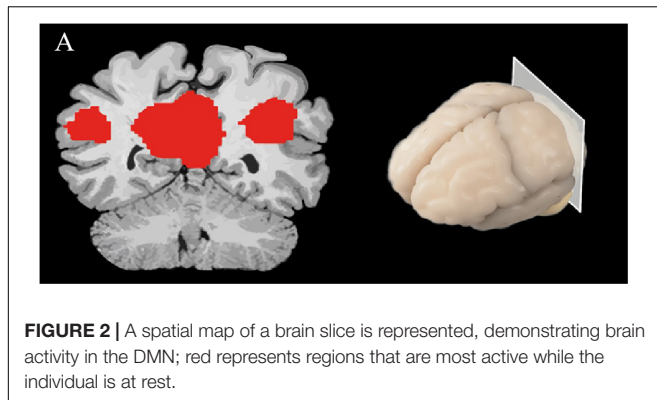 A
FIGURE 2 | A spatial map of a brain slice is represented, demonstrating brain
activity in the DMN; red represents regions that are most active while the
individual is at rest.